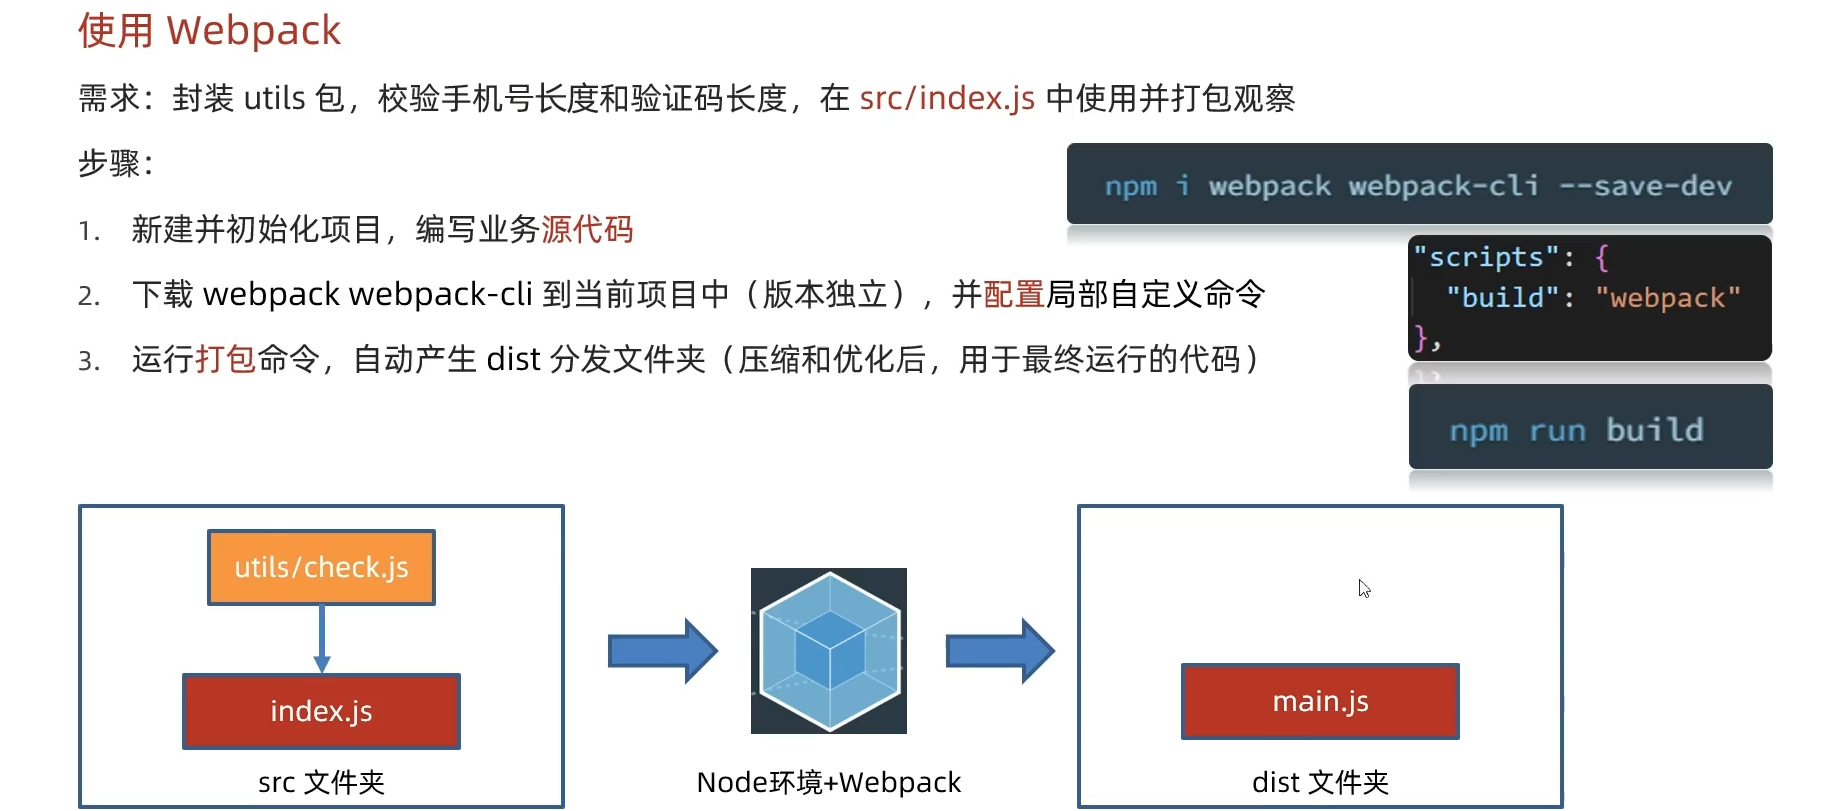 使用 Webpack
需求：封装 utils 包，校验手机号长度和验证码长度，在 src/index.js 中使用并打包观察
步骤：
npm i webpack webpack-cli --save-dev
1. 新建并初始化项目，编写业务源代码
2. 下载 webpack webpack-cli 到当前项目中（版本独立），并配置局部自定义命令
3. 运行打包命令，自动产生 dist 分发文件夹（压缩和优化后，用于最终运行的代码）
"scripts": {
"build": "webpack"
},
npm run build
utils/check.js
index.js
src 文件夹
Node环境+Webpack
main.js
dist 文件夹